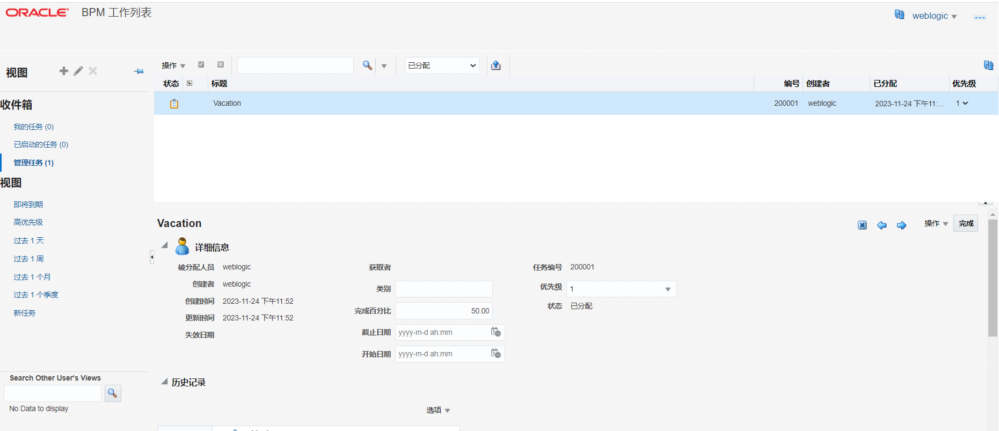 ORACLE BPM 工作列表
weblogic
视图
操作
已分配
状态 标题 编号 创建者 已分配 优先级
Vacation 200001 weblogic 2023-11-24 下午11:... 1
收件箱
我的任务 (0)
已启动的任务 (0)
管理任务 (1)
视图
即将到期
高优先级
过去 1 天
过去 1 周
过去 1 个月
过去 1 个季度
新任务
Search Other User's Views
No Data to display
Vacation
操作 完成
详细信息
被分配人员 weblogic
创建者 weblogic
创建时间 2023-11-24 下午11:52
更新时间 2023-11-24 下午11:52
失效日期
获取者
类别
完成百分比 50.00
截止日期 yyyy-m-d ah:mm
开始日期 yyyy-m-d ah:mm
任务编号 200001
优先级 1
状态 已分配
历史记录
选项